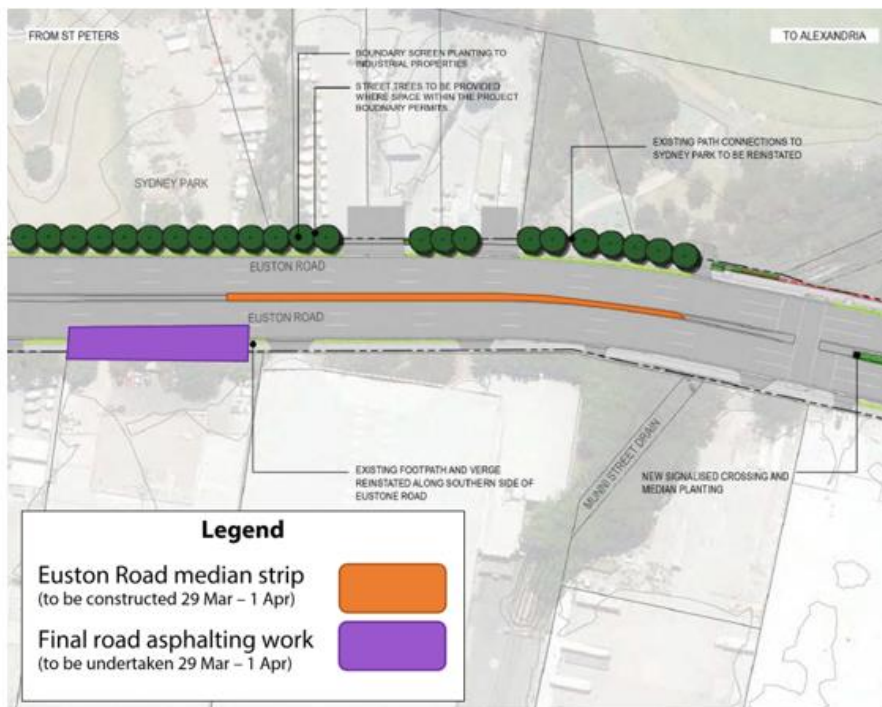 FROM ST PETERS
TO ALEXANDRIA
BOUNDARY SCREEN PLANTING TO
INDUSTRIAL PROPERTIES
STREET TREES TO BE PROVIDED
WHERE SPACE WITHIN THE PROJECT
BOUDNARY PERMITS
EXISTING PATH CONNECTIONS TO
SYDNEY PARK TO BE REINSTATED
SYDNEY PARK
EUSTON ROAD
EUSTON ROAD
EXISTING FOOTPATH AND VERGE
REINSTATED ALONG SOUTHERN SIDE OF
EUSTONE ROAD
MUNNI STREET DRAIN
NEW SIGNALISED CROSSING AND
MEDIAN PLANTING
Legend
Euston Road median strip
(to be constructed 29 Mar – 1 Apr)
Final road asphalting work
(to be undertaken 29 Mar – 1 Apr)